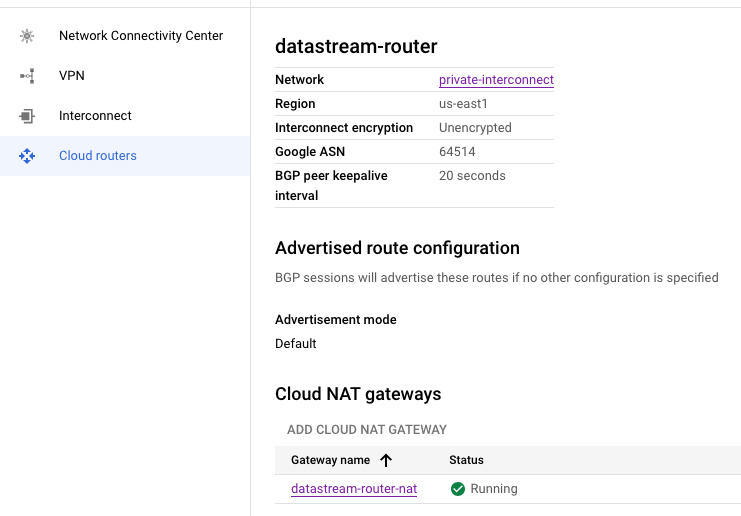 Network Connectivity Center
VPN
Interconnect
Cloud routers
datastream-router
Network private-interconnect
Region us-east1
Interconnect encryption Unencrypted
Google ASN 64514
BGP peer keepalive 20 seconds
interval
Advertised route configuration
BGP sessions will advertise these routes if no other configuration is specified
Advertisement mode
Default
Cloud NAT gateways
ADD CLOUD NAT GATEWAY
Gateway name Status
datastream-router-nat Running